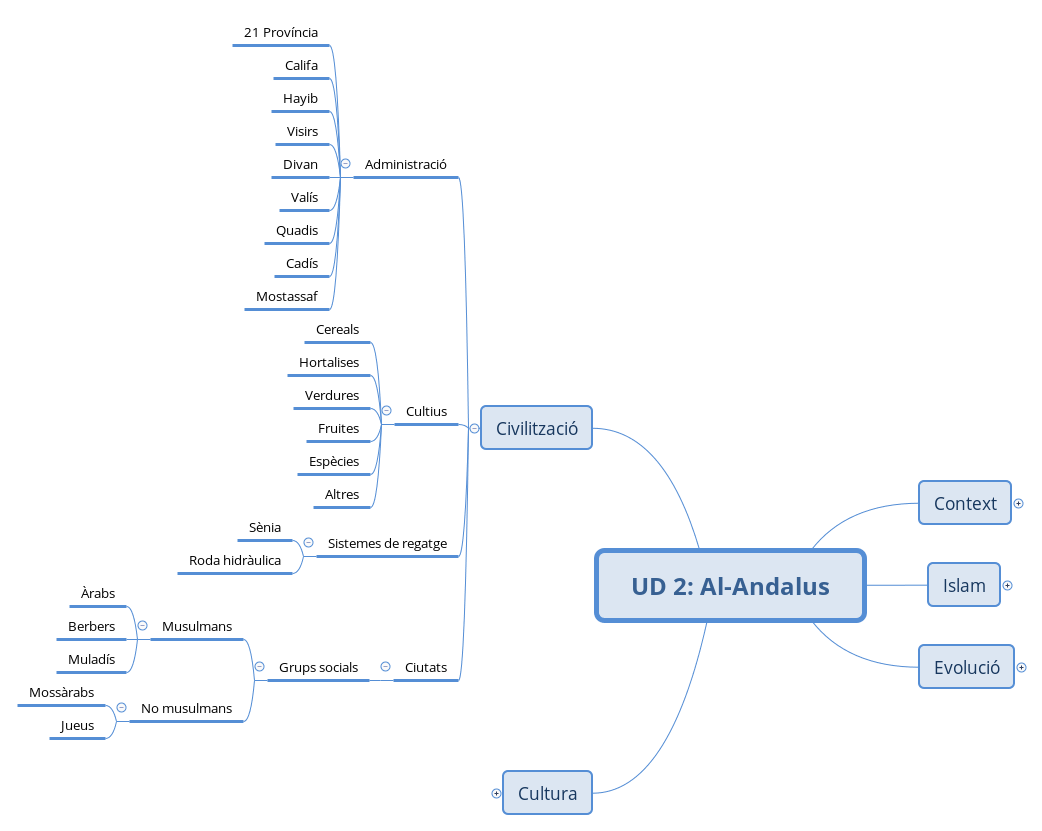 21 Província
Califa
Hayib
Visirs
Divan
Administració
Valís
Quadis
Cadís
Mostassaf
Cereals
Hortalises
Verdures
Cultius
Fruites
Espècies
Altres
Civilització
Sènia
Sistemes de regatge
Roda hidràulica
Àrabs
Berbers
Musulmans
Muladís
Grups socials
Ciutats
Mossàrabs
No musulmans
Jueus
Context
UD 2: Al-Andalus
Islam
Evolució
Cultura